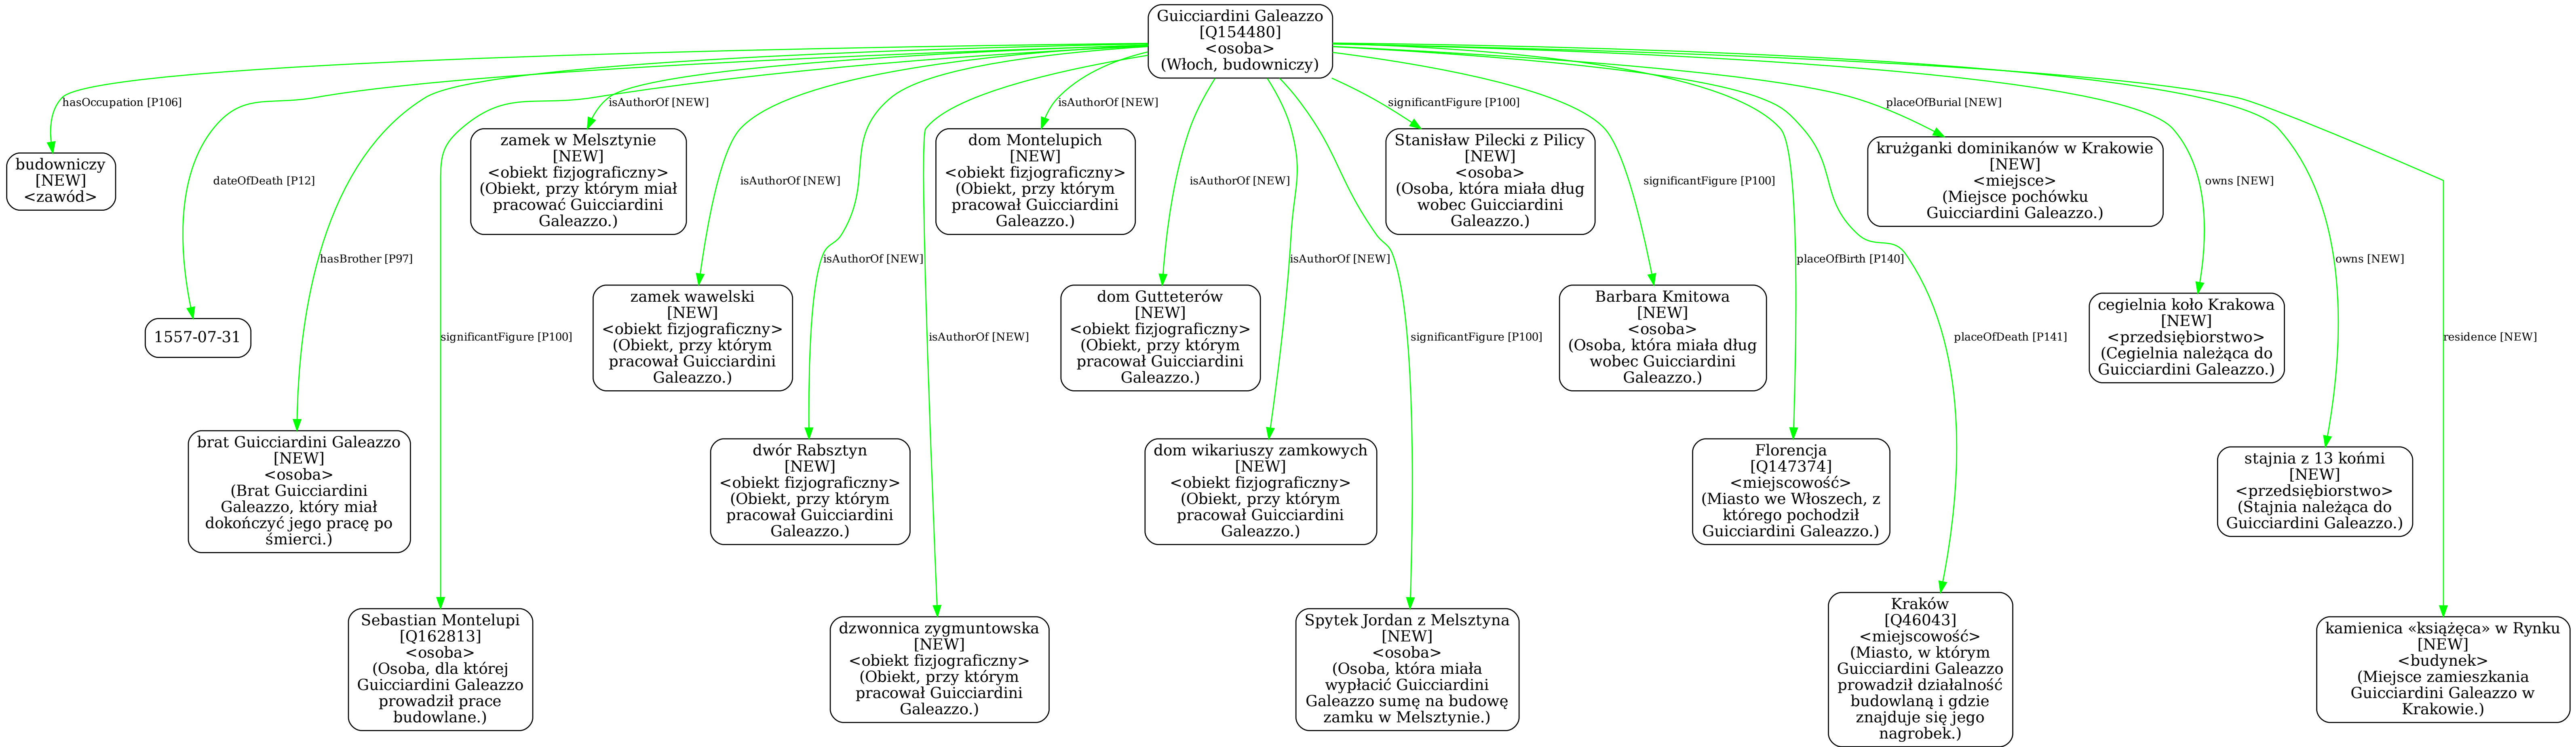 Guicciardini Galeazzo
[Q154480]
<osoba>
(Włoch, budowniczy)
hasOccupation [P106]
isAuthorOf [NEW]
isAuthorOf [NEW]
significantFigure [P100]
placeOfBurial [NEW]
budowniczy
[NEW]
<zawód>
zamek w Melsztynie
[NEW]
<obiekt fizjograficzny>
(Obiekt, przy którym miał
pracować Guicciardini
Galeazzo.)
dom Montelupich
[NEW]
<obiekt fizjograficzny>
(Obiekt, przy którym
pracował Guicciardini
Galeazzo.)
Stanisław Pilecki z Pilicy
[NEW]
<osoba>
(Osoba, która miała dług
wobec Guicciardini
Galeazzo.)
krużganki dominikanów w Krakowie
[NEW]
<miejsce>
(Miejsce pochówku
Guicciardini Galeazzo.)
dateOfDeath [P12]
isAuthorOf [NEW]
isAuthorOf [NEW]
significantFigure [P100]
owns [NEW]
hasBrother [P97]
isAuthorOf [NEW]
isAuthorOf [NEW]
placeOfBirth [P140]
owns [NEW]
1557-07-31
zamek wawelski
[NEW]
<obiekt fizjograficzny>
(Obiekt, przy którym
pracował Guicciardini
Galeazzo.)
dom Gutteterów
[NEW]
<obiekt fizjograficzny>
(Obiekt, przy którym
pracował Guicciardini
Galeazzo.)
Barbara Kmitowa
[NEW]
<osoba>
(Osoba, która miała dług
wobec Guicciardini
Galeazzo.)
cegielnia koło Krakowa
[NEW]
<przedsiębiorstwo>
(Cegielnia należąca do
Guicciardini Galeazzo.)
significantFigure [P100]
isAuthorOf [NEW]
significantFigure [P100]
placeOfDeath [P141]
residence [NEW]
brat Guicciardini Galeazzo
[NEW]
<osoba>
(Brat Guicciardini
Galeazzo, który miał
dokończyć jego pracę po
śmierci.)
dwór Rabsztyn
[NEW]
<obiekt fizjograficzny>
(Obiekt, przy którym
pracował Guicciardini
Galeazzo.)
dom wikariuszy zamkowych
[NEW]
<obiekt fizjograficzny>
(Obiekt, przy którym
pracował Guicciardini
Galeazzo.)
Florencja
[Q147374]
<miejscowość>
(Miasto we Włoszech, z
którego pochodził
Guicciardini Galeazzo.)
stajnia z 13 końmi
[NEW]
<przedsiębiorstwo>
(Stajnia należąca do
Guicciardini Galeazzo.)
Sebastian Montelupi
[Q162813]
<osoba>
(Osoba, dla której
Guicciardini Galeazzo
prowadził prace
budowlane.)
dzwonnica zygmuntowska
[NEW]
<obiekt fizjograficzny>
(Obiekt, przy którym
pracował Guicciardini
Galeazzo.)
Spytek Jordan z Melsztyna
[NEW]
<osoba>
(Osoba, która miała
wypłacić Guicciardini
Galeazzo sumę na budowę
zamku w Melsztynie.)
Kraków
[Q46043]
<miejscowość>
(Miasto, w którym
Guicciardini Galeazzo
prowadził działalność
budowlaną i gdzie
znajduje się jego
nagrobek.)
kamienica «książęca» w Rynku
[NEW]
<budynek>
(Miejsce zamieszkania
Guicciardini Galeazzo w
Krakowie.)